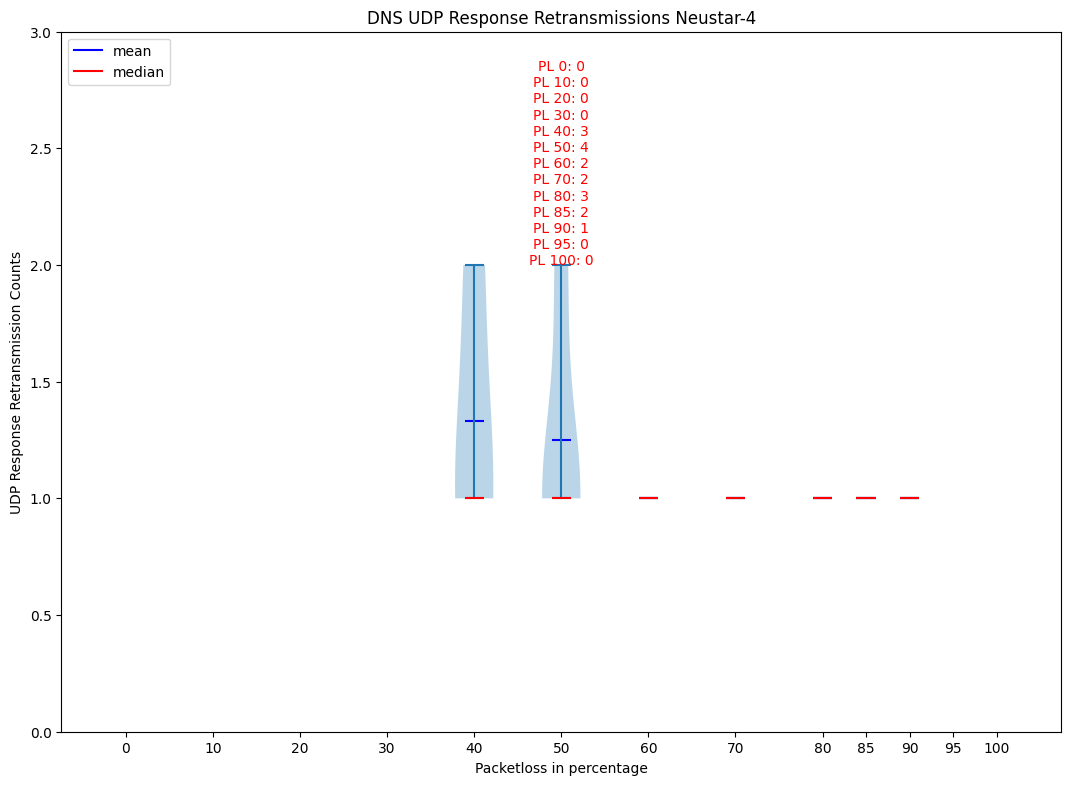 DNS UDP Response Retransmissions Neustar-4
mean
median
PL 0: 0
PL 10: 0
PL 20: 0
PL 30: 0
PL 40: 3
PL 50: 4
PL 60: 2
PL 70: 2
PL 80: 3
PL 85: 2
PL 90: 1
PL 95: 0
PL 100: 0
UDP Response Retransmission Counts
3.0
2.5
2.0
1.5
1.0
0.5
0.0
0 10 20 30 40 50 60 70 80 85 90 95 100
Packetloss in percentage